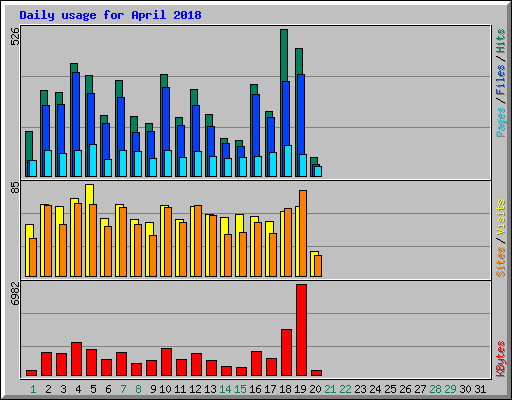 Daily usage for April 2018
526
Pages / Files / Hits
85
Sites / Visits
6982
KBytes
1 2 3 4 5 6 7 8 9 10 11 12 13 14 15 16 17 18 19 20 21 22 23 24 25 26 27 28 29 30 31